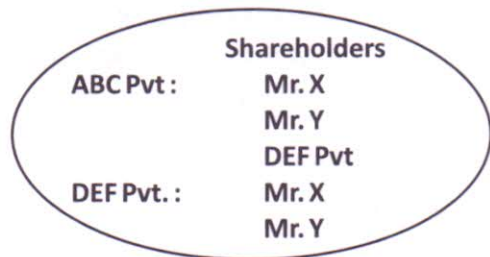 Shareholders
ABC Pvt : Mr. X
Mr. Y
DEF Pvt
DEF Pvt. : Mr. X
Mr. Y